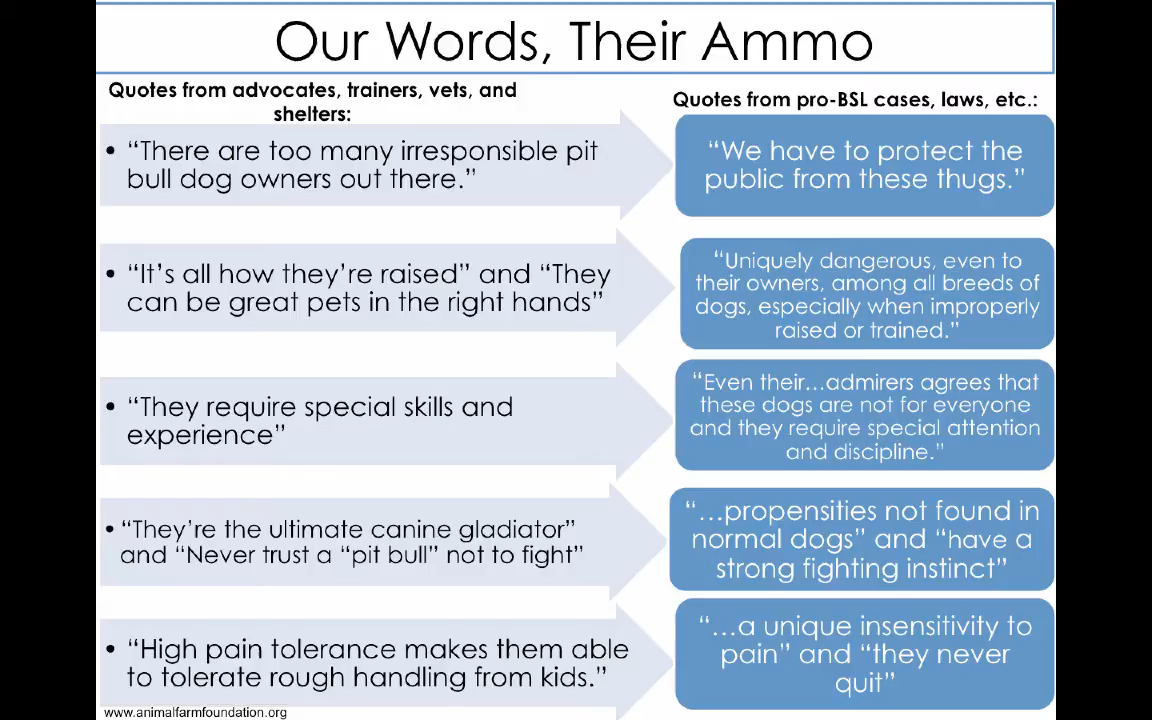 Our Words, Their Ammo
Quotes from advocates, trainers, vets, and
shelters:
Quotes from pro-BSL cases, laws, etc.:
• “There are too many irresponsible pit
bull dog owners out there.”
“We have to protect the
public from these thugs.”
• “It’s all how they’re raised” and “They
can be great pets in the right hands”
“Uniquely dangerous, even to
their owners, among all breeds of
dogs, especially when improperly
raised or trained.”
• “They require special skills and
experience”
“Even their…admirers agrees that
these dogs are not for everyone
and they require special attention
and discipline.”
• “They’re the ultimate canine gladiator”
and “Never trust a “pit bull” not to fight”
“…propensities not found in
normal dogs” and “have a
strong fighting instinct”
• “High pain tolerance makes them able
to tolerate rough handling from kids.”
“…a unique insensitivity to
pain” and “they never
quit”
www.animalfarmfoundation.org